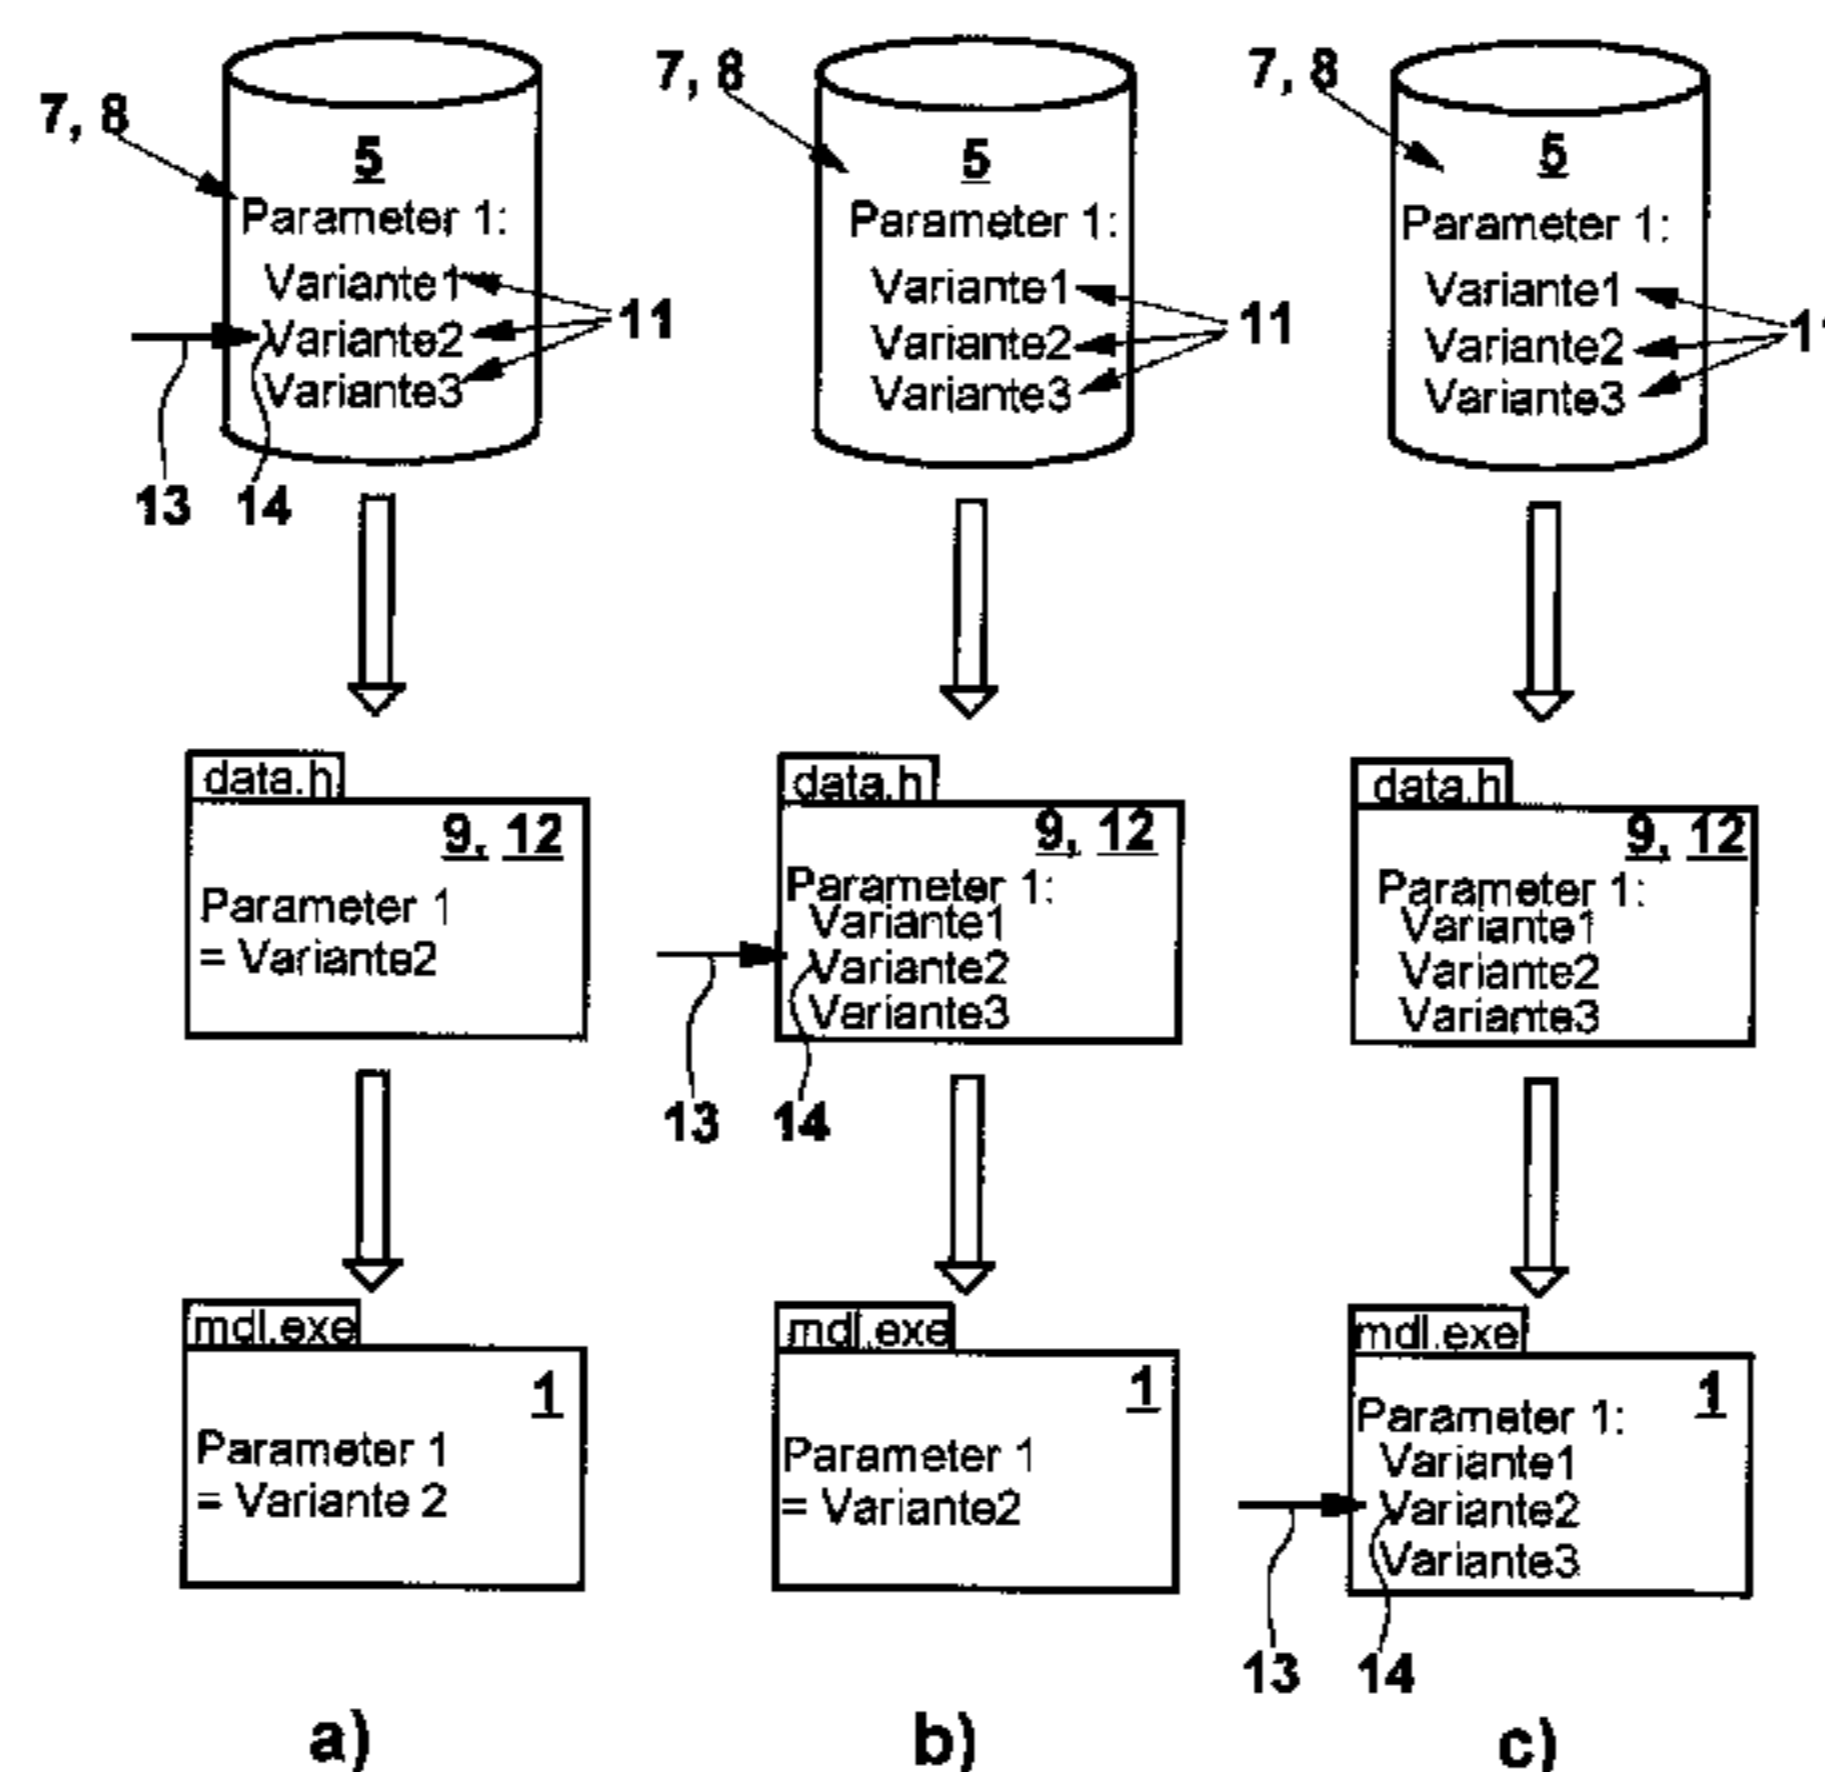 7, 8
5
Parameter 1:
Variante1
Variante2
Variante3
11
13
14
data.h
9, 12
Parameter 1
= Variante2
mdl.exe
1
Parameter 1
= Variante 2
a)
7, 8
5
Parameter 1:
Variante1
Variante2
Variante3
11
data.h
9, 12
Parameter 1:
Variante1
Variante2
Variante3
13
14
mdl.exe
1
Parameter 1
= Variante2
b)
7, 8
5
Parameter 1:
Variante1
Variante2
Variante3
data.h
9, 12
Parameter 1:
Variante1
Variante2
Variante3
mdl.exe
1
Parameter 1:
Variante1
Variante2
Variante3
13
14
c)